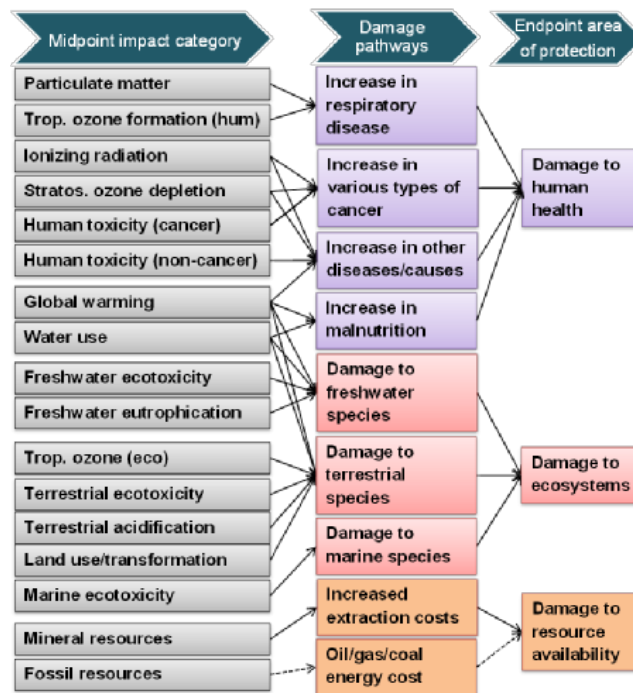 Midpoint impact category
Damage
pathways
Endpoint area
of protection
Particulate matter
Trop. ozone formation (hum)
Ionizing radiation
Stratos. ozone depletion
Human toxicity (cancer)
Human toxicity (non-cancer)
Global warming
Water use
Freshwater ecotoxicity
Freshwater eutrophication
Trop. ozone (eco)
Terrestrial ecotoxicity
Terrestrial acidification
Land use/transformation
Marine ecotoxicity
Mineral resources
Fossil resources
Increase in
respiratory
disease
Increase in
various types of
cancer
Increase in other
diseases/causes
Increase in
malnutrition
Damage to
freshwater
species
Damage to
terrestrial
species
Damage to
marine species
Increased
extraction costs
Oil/gas/coal
energy cost
Damage to
human
health
Damage to
ecosystems
Damage to
resource
availability